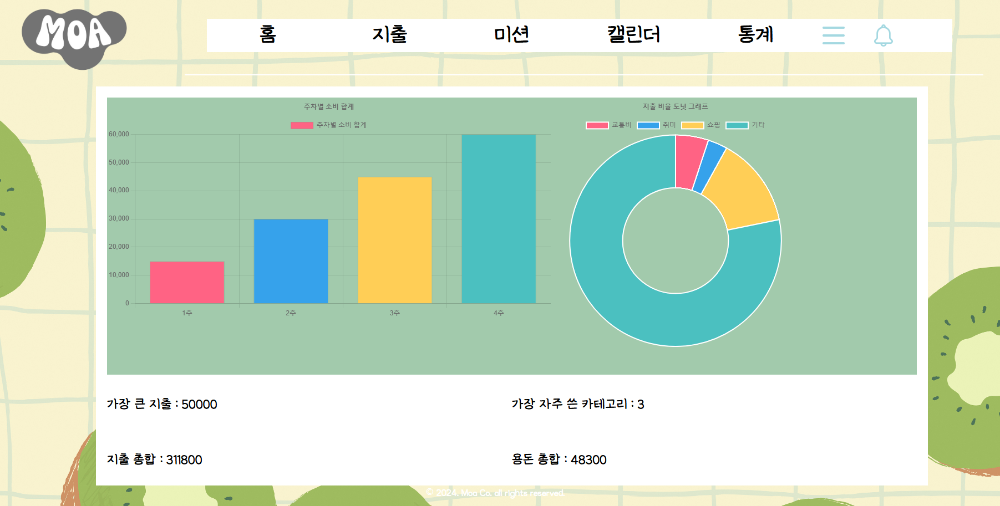 MOA
홈 지출 미션 캘린더 통계
주차별 소비 합계
주차별 소비 합계
60,000
50,000
40,000
30,000
20,000
10,000
0
1주 2주 3주 4주
지출 비율 도넛 그래프
교통비 취미 쇼핑 기타
가장 큰 지출 : 50000
가장 자주 쓴 카테고리 : 3
지출 총합 : 311800
용돈 총합 : 48300
© 2024. Moa Co. all rights reserved.